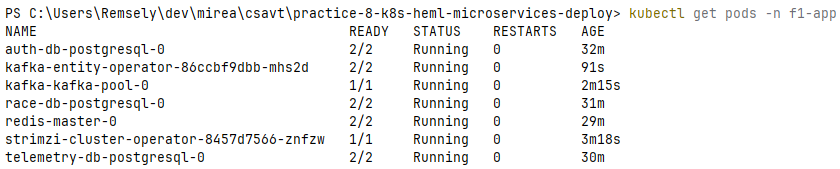 PS C:\Users\Remsely\dev\mirea\csavt\practice-8-k8s-heml-microservices-deploy> kubectl get pods -n f1-app
NAME READY STATUS RESTARTS AGE
auth-db-postgresql-0 2/2 Running 0 32m
kafka-entity-operator-86ccbf9dbb-mhs2d 2/2 Running 0 91s
kafka-kafka-pool-0 1/1 Running 0 2m15s
race-db-postgresql-0 2/2 Running 0 31m
redis-master-0 2/2 Running 0 29m
strimzi-cluster-operator-8457d7566-znfzw 1/1 Running 0 3m18s
telemetry-db-postgresql-0 2/2 Running 0 30m